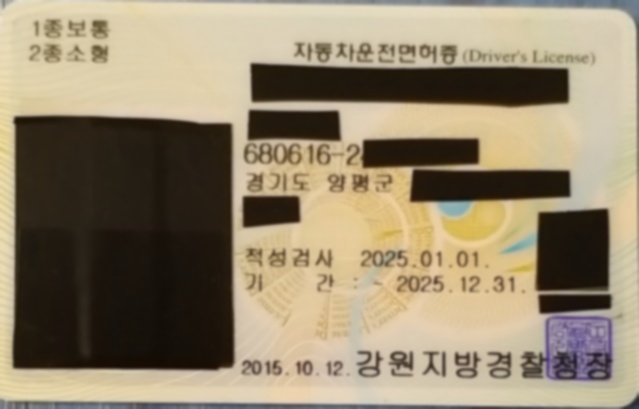 1종보통
2종소형
자동차운전면허증 (Driver's License)
680616-2
경기도 양평군
적성검사 2025.01.01.
기 간 : ~ 2025.12.31.
2015.10.12. 강원지방경찰청장